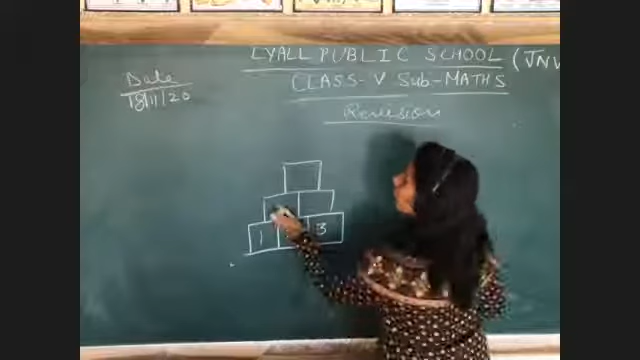 LYALL PUBLIC SCHOOL (JNV
CLASS-V Sub-MATHS
Date
18/11/20
Revision
1 3